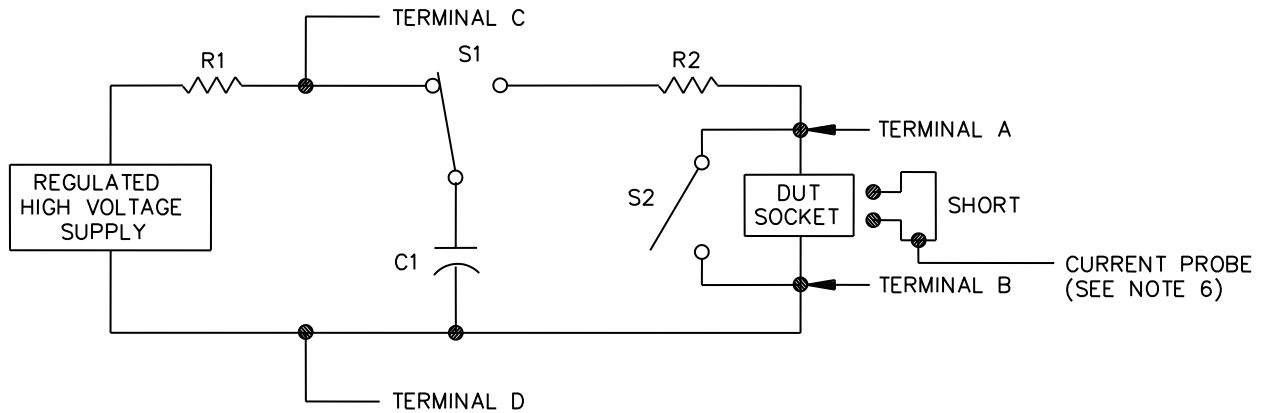 TERMINAL C
S1
R1
R2
TERMINAL A
REGULATED
HIGH VOLTAGE
SUPPLY
S2
DUT
SOCKET
SHORT
C1
CURRENT PROBE
(SEE NOTE 6)
TERMINAL B
TERMINAL D